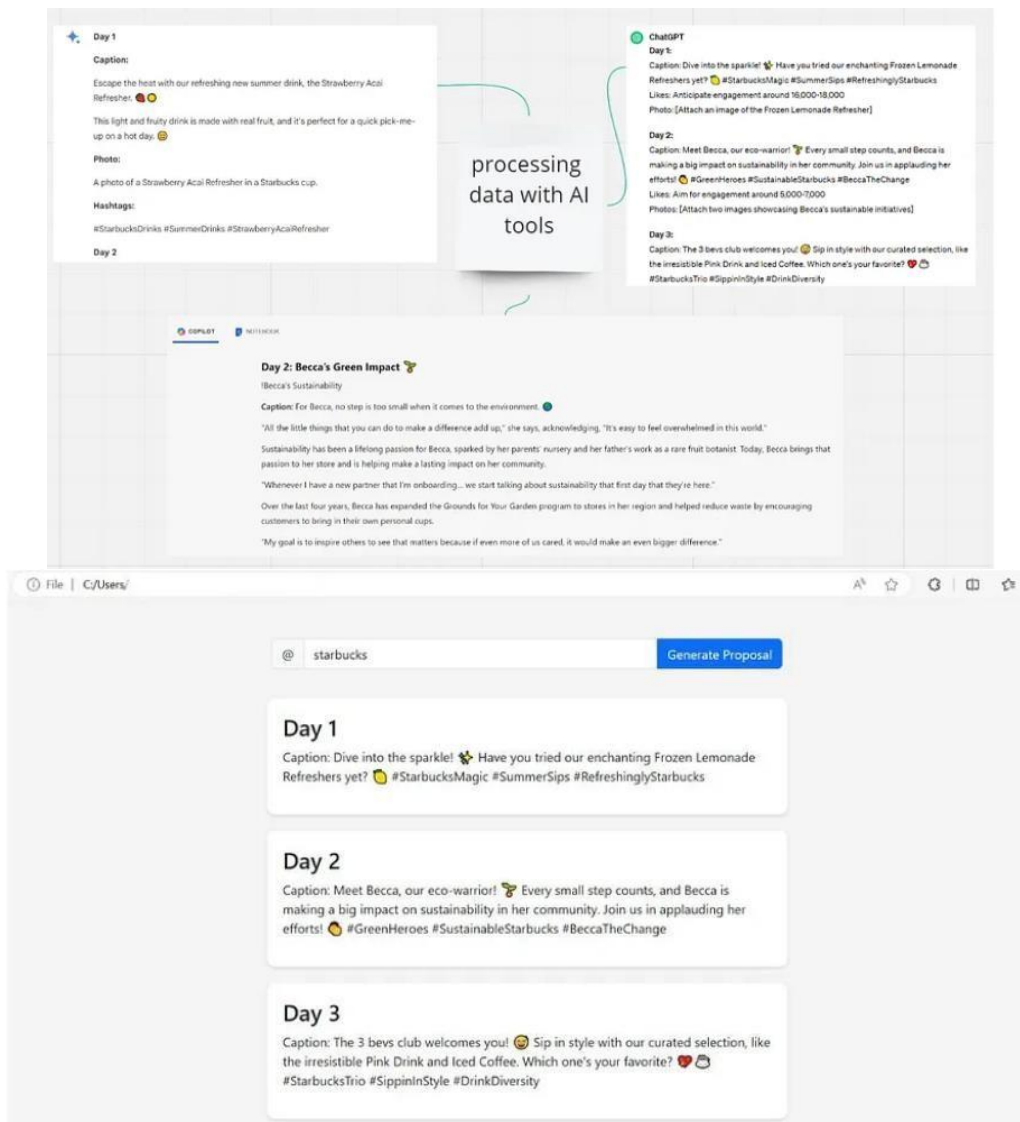 Day 1
Caption:
Escape the heat with our refreshing new summer drink, the Strawberry Acai
Refresher. 🍓🌞
This light and fruity drink is made with real fruit, and it's perfect for a quick pick-me-
up on a hot day. 😊
Photo:
A photo of a Strawberry Acai Refresher in a Starbucks cup.
Hashtags:
#StarbucksDrinks #SummerDrinks #StrawberryAcaiRefresher
Day 2
processing
data with AI
tools
ChatGPT
Day 1:
Caption: Dive into the sparkle! ✨ Have you tried our enchanting Frozen Lemonade
Refreshers yet? 🍋 #StarbucksMagic #SummerSips #RefreshinglyStarbucks
Likes: Anticipate engagement around 16,000-18,000
Photo: [Attach an image of the Frozen Lemonade Refresher]
Day 2:
Caption: Meet Becca, our eco-warrior! 🌱 Every small step counts, and Becca is
making a big impact on sustainability in her community. Join us in applauding her
efforts! 👏 #GreenHeroes #SustainableStarbucks #BeccaTheChange
Likes: Aim for engagement around 5,000-7,000
Photos: [Attach two images showcasing Becca's sustainable initiatives]
Day 3:
Caption: The 3 bevs club welcomes you! 😄 Sip in style with our curated selection, like
the irresistible Pink Drink and Iced Coffee. Which one's your favorite? 💖☕
#StarbucksTrio #SippinInStyle #DrinkDiversity
COPILOT NOTEBOOK
Day 2: Becca's Green Impact 🌱
!Becca's Sustainability
Caption: For Becca, no step is too small when it comes to the environment. 🌎
"All the little things that you can do to make a difference add up," she says, acknowledging, "It's easy to feel overwhelmed in this world."
Sustainability has been a lifelong passion for Becca, sparked by her parents' nursery and her father's work as a rare fruit botanist. Today, Becca brings that
passion to her store and is helping make a lasting impact on her community.
"Whenever I have a new partner that I'm onboarding... we start talking about sustainability that first day that they're here."
Over the last four years, Becca has expanded the Grounds for Your Garden program to stores in her region and helped reduce waste by encouraging
customers to bring in their own personal cups.
"My goal is to inspire others to see that matters because if even more of us cared, it would make an even bigger difference."
File | C:/Users/
@ starbucks Generate Proposal
Day 1
Caption: Dive into the sparkle! ✨ Have you tried our enchanting Frozen Lemonade
Refreshers yet? 🍋 #StarbucksMagic #SummerSips #RefreshinglyStarbucks
Day 2
Caption: Meet Becca, our eco-warrior! 🌱 Every small step counts, and Becca is
making a big impact on sustainability in her community. Join us in applauding her
efforts! 👏 #GreenHeroes #SustainableStarbucks #BeccaTheChange
Day 3
Caption: The 3 bevs club welcomes you! 😄 Sip in style with our curated selection, like
the irresistible Pink Drink and Iced Coffee. Which one's your favorite? 💖☕
#StarbucksTrio #SippinInStyle #DrinkDiversity